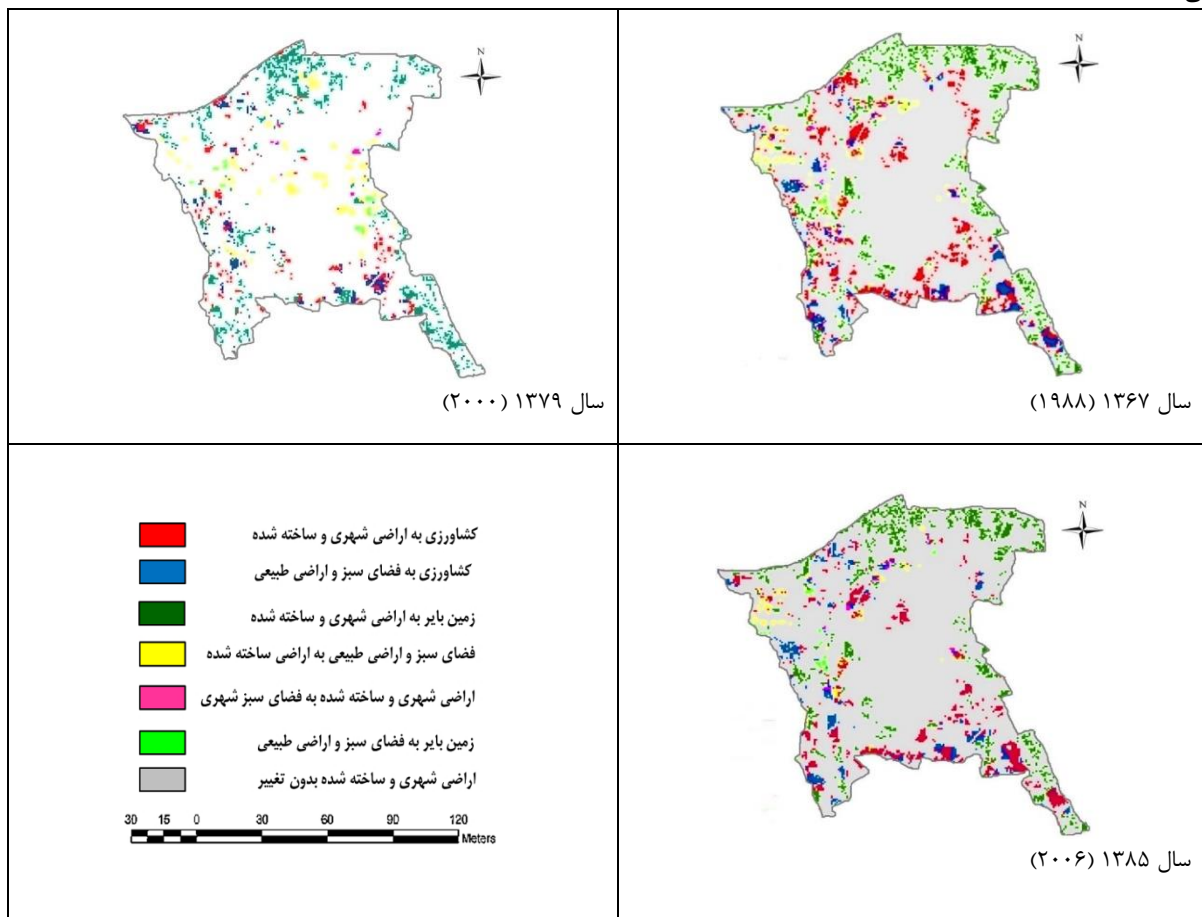 N
سال ۱۳۶۷ (۱۹۸۸)
N
سال ۱۳۷۹ (۲۰۰۰)
N
سال ۱۳۸۵ (۲۰۰۶)
کشاورزی به اراضی شهری و ساخته شده
کشاورزی به فضای سبز و اراضی طبیعی
زمین بایر به اراضی شهری و ساخته شده
فضای سبز و اراضی طبیعی به اراضی ساخته شده
اراضی شهری و ساخته شده به فضای سبز شهری
زمین بایر به فضای سبز و اراضی طبیعی
اراضی شهری و ساخته شده بدون تغییر
30 15 0 30 60 90 120
Meters